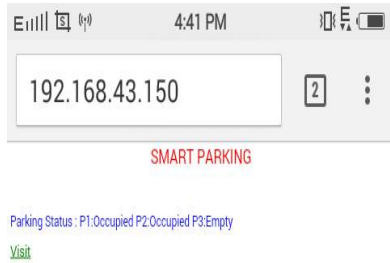 E 4:41 PM E
192.168.43.150 2
SMART PARKING
Parking Status : P1:Occupied P2:Occupied P3:Empty
Visit